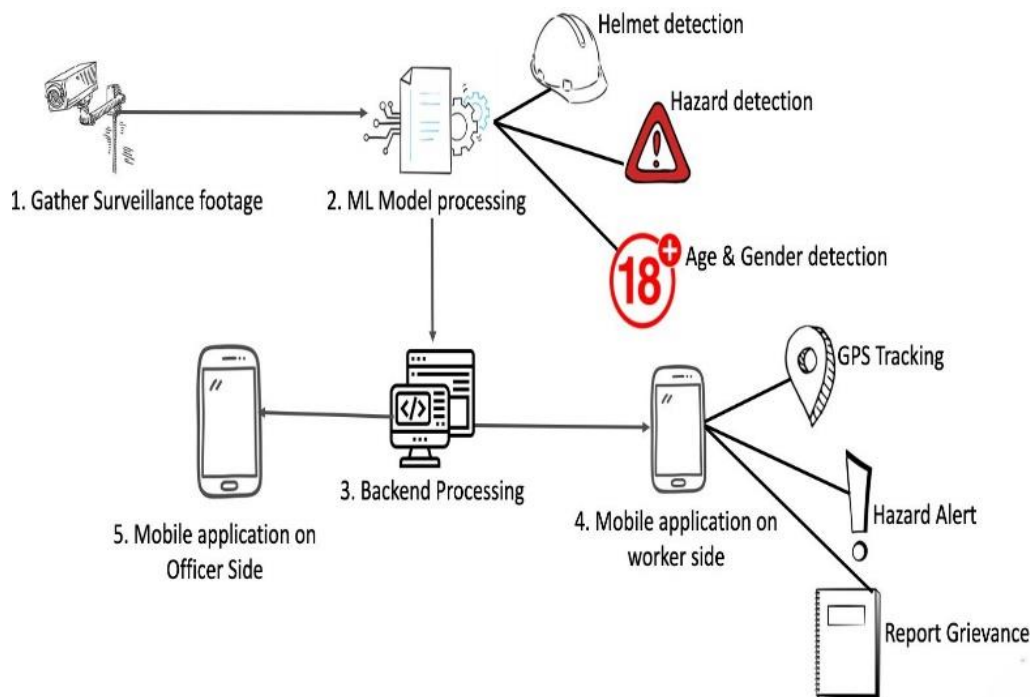 Helmet detection
Hazard detection
1. Gather Surveillance footage
2. ML Model processing
18+
Age & Gender detection
GPS Tracking
</>
3. Backend Processing
5. Mobile application on
Officer Side
4. Mobile application on
worker side
Hazard Alert
Report Grievance